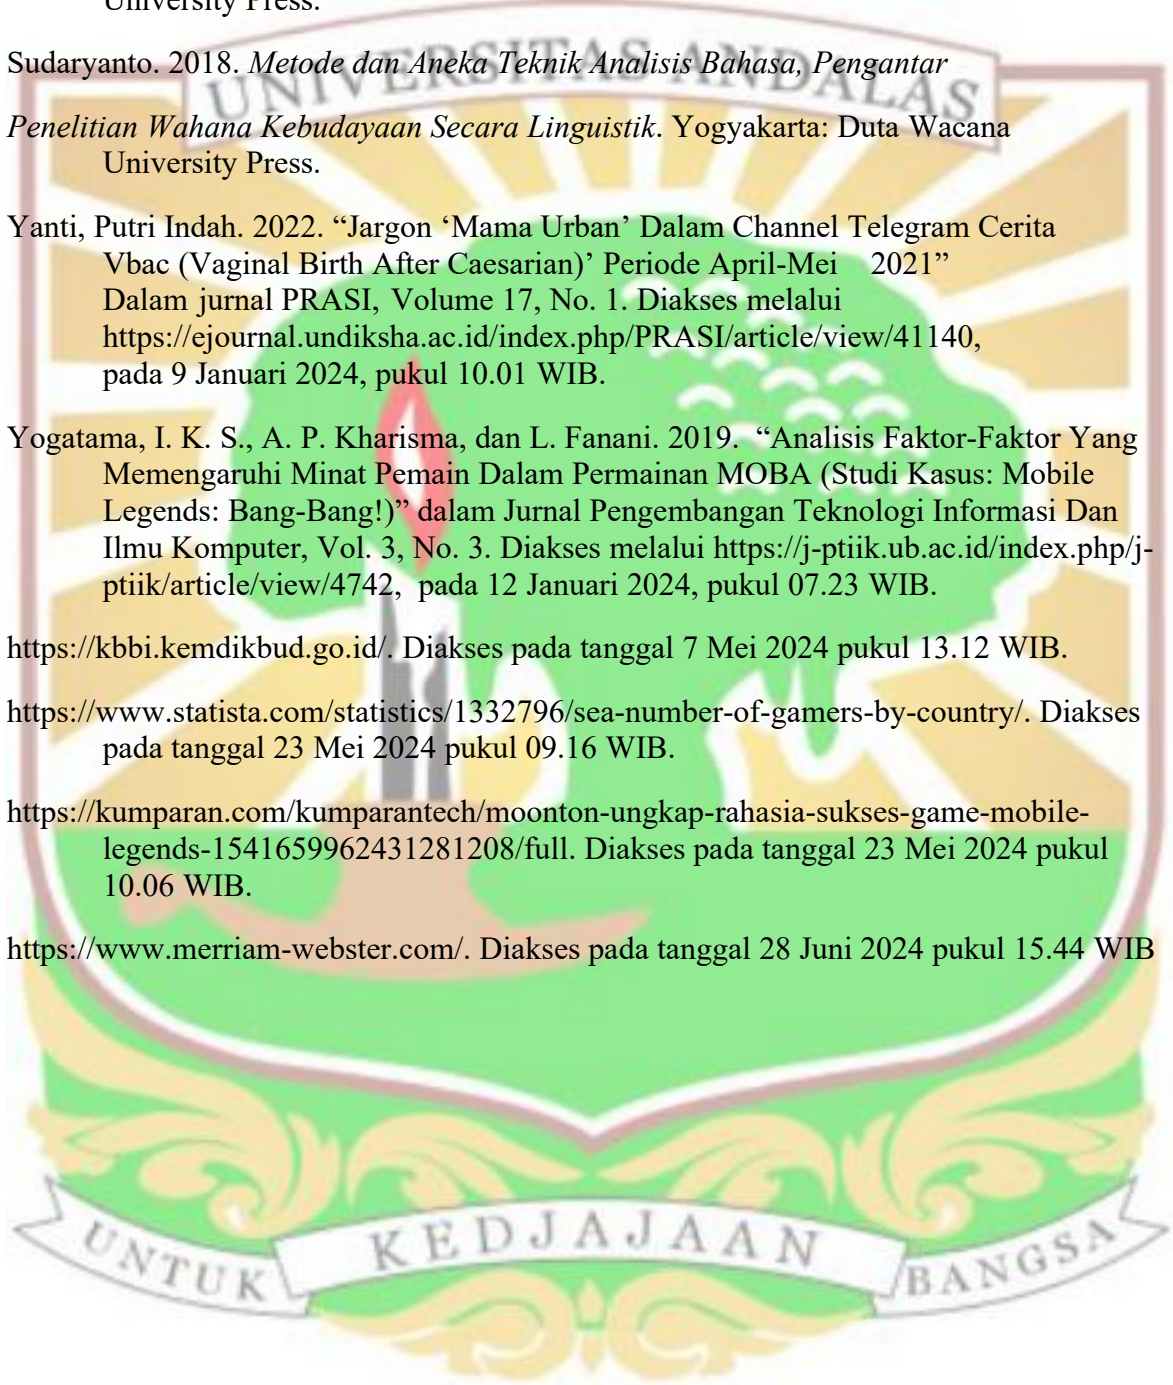 University Press.
UNIVERSITAS ANDALAS
Sudaryanto. 2018. Metode dan Aneka Teknik Analisis Bahasa, Pengantar
Penelitian Wahana Kebudayaan Secara Linguistik. Yogyakarta: Duta Wacana
University Press.
Yanti, Putri Indah. 2022. “Jargon ‘Mama Urban’ Dalam Channel Telegram Cerita
Vbac (Vaginal Birth After Caesarian)’ Periode April-Mei 2021”
Dalam jurnal PRASI, Volume 17, No. 1. Diakses melalui
https://ejournal.undiksha.ac.id/index.php/PRASI/article/view/41140,
pada 9 Januari 2024, pukul 10.01 WIB.
Yogatama, I. K. S., A. P. Kharisma, dan L. Fanani. 2019. “Analisis Faktor-Faktor Yang
Memengaruhi Minat Pemain Dalam Permainan MOBA (Studi Kasus: Mobile
Legends: Bang-Bang!)” dalam Jurnal Pengembangan Teknologi Informasi Dan
Ilmu Komputer, Vol. 3, No. 3. Diakses melalui https://j-ptiik.ub.ac.id/index.php/j-
ptiik/article/view/4742, pada 12 Januari 2024, pukul 07.23 WIB.
https://kbbi.kemdikbud.go.id/. Diakses pada tanggal 7 Mei 2024 pukul 13.12 WIB.
https://www.statista.com/statistics/1332796/sea-number-of-gamers-by-country/. Diakses
pada tanggal 23 Mei 2024 pukul 09.16 WIB.
https://kumparan.com/kumparantech/moonton-ungkap-rahasia-sukses-game-mobile-
legends-1541659962431281208/full. Diakses pada tanggal 23 Mei 2024 pukul
10.06 WIB.
https://www.merriam-webster.com/. Diakses pada tanggal 28 Juni 2024 pukul 15.44 WIB
UNTUK KEDJAJAAN BANGSA